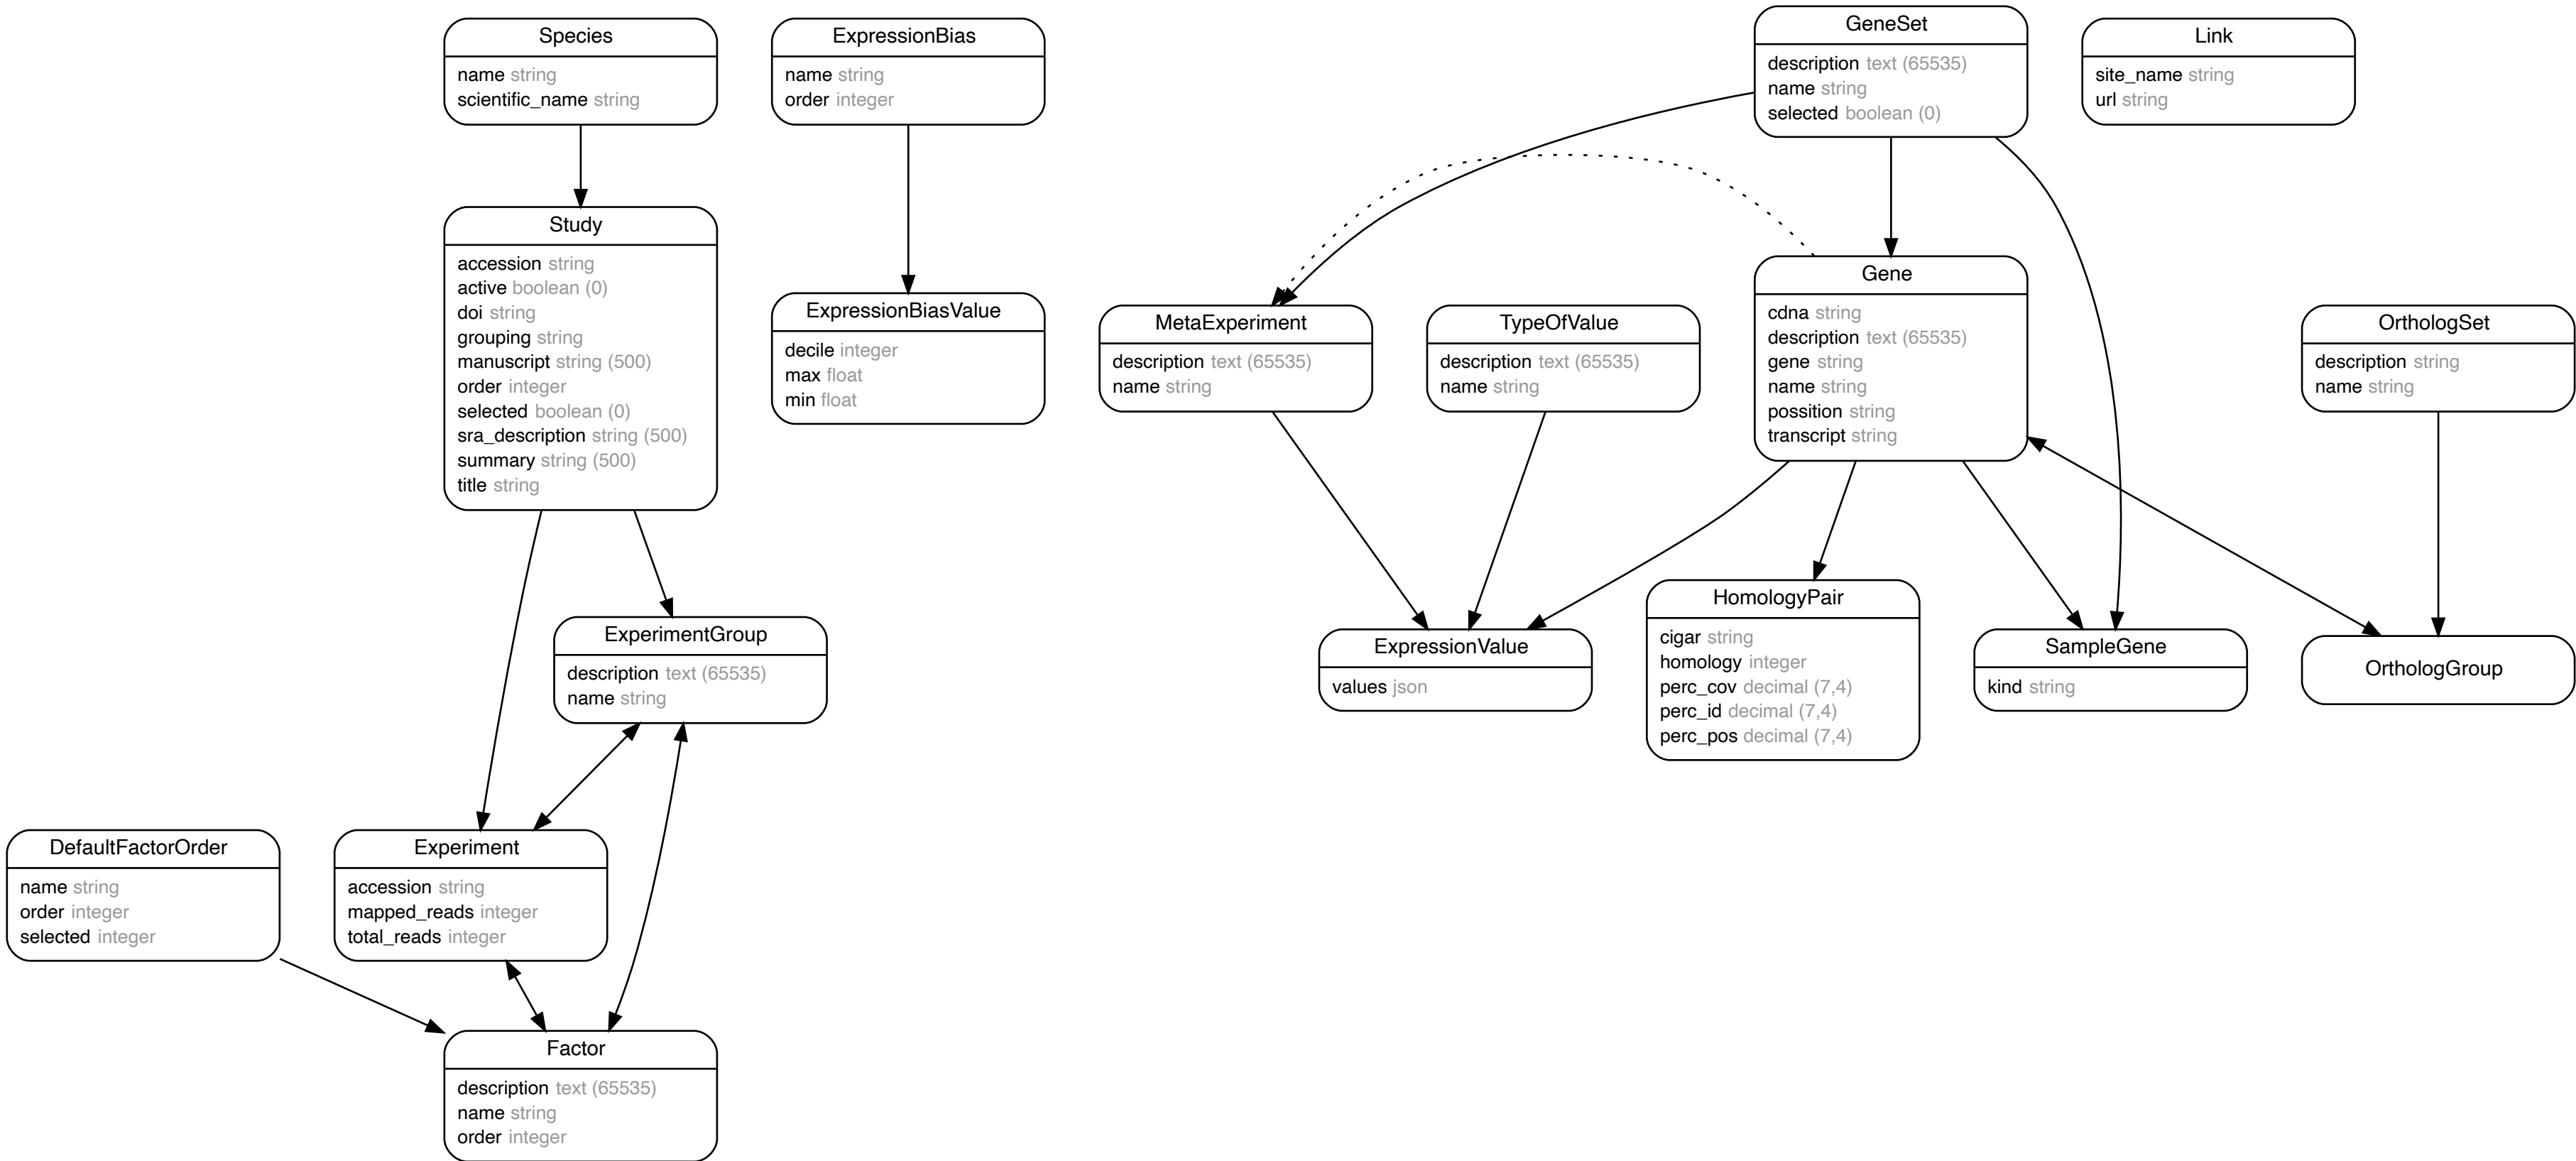 Species
name string
scientific_name string
ExpressionBias
name string
order integer
GeneSet
description text (65535)
name string
selected boolean (0)
Link
site_name string
url string
Study
accession string
active boolean (0)
doi string
grouping string
manuscript string (500)
order integer
selected boolean (0)
sra_description string (500)
summary string (500)
title string
ExpressionBiasValue
decile integer
max float
min float
MetaExperiment
description text (65535)
name string
TypeOfValue
description text (65535)
name string
Gene
cdna string
description text (65535)
gene string
name string
possition string
transcript string
OrthologSet
description string
name string
ExperimentGroup
description text (65535)
name string
ExpressionValue
values json
HomologyPair
cigar string
homology integer
perc_cov decimal (7,4)
perc_id decimal (7,4)
perc_pos decimal (7,4)
SampleGene
kind string
OrthologGroup
DefaultFactorOrder
name string
order integer
selected integer
Experiment
accession string
mapped_reads integer
total_reads integer
Factor
description text (65535)
name string
order integer